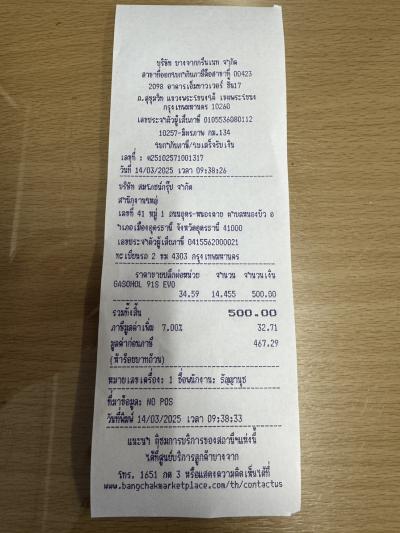 บริษัท บางจากกรีนเนท จำกัด
สาขาที่ออกใบกำกับภาษีคือสาขาที่ 00423
2098 อาคารเอ็มทาวเวอร์ ชั้น17
ถ.สุขุมวิท แขวงพระโขนงใต้ เขตพระโขนง
กรุงเทพมหานคร 10260
เลขประจำตัวผู้เสียภาษี 0105536080112
10257-มิตรภาพ กม.134
ใบกำกับภาษี/ใบเสร็จรับเงิน
เลขที่ : 42510257100131​7
วันที่ 14/03/2025 เวลา 09:38:26
บริษัท จำกัด
สำนักงานใหญ่
เลขที่ 41 หมู่ 1 ถนนอุดร-หนองตาย ตำบลหนองบัว อ
ำเภอเมืองอุดรธานี จังหวัดอุดรธานี 41000
เลขประจำตัวผู้เสียภาษี 0415562000021
ทะเบียนรถ 2 ฒม 4303 กรุงเทพมหานคร
ราคาขายปลีกต่อหน่วย จำนวน จำนวนเงิน
GASOHOL 91S EVO
34.59 14.455 500.00
รวมทั้งสิ้น 500.00
ภาษีมูลค่าเพิ่ม 7.00% 32.71
มูลค่าก่อนภาษี 467.29
(ห้าร้อยบาทถ้วน)
หมายเลขเครื่อง: 1 ชื่อพนักงาน: ธัญญานุช
ที่มาข้อมูล: NO POS
วันที่พิมพ์ 14/03/2025 เวลา 09:38:33
แนะนำ ติชมการบริการของสถานีฯแห่งนี้
ได้ที่ศูนย์บริการลูกค้าบางจาก
โทร. 1651 กด 3 หรือแสดงความคิดเห็นได้ที่
www.bangchakmarketplace.com/th/contactus